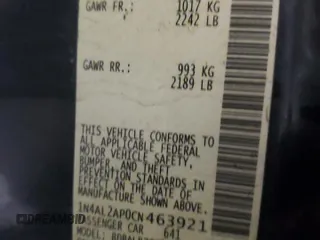 GAWR FR.: 1017 KG
2242 LB
GAWR RR.: 993 KG
2189 LB
THIS VEHICLE CONFORMS TO
ALL APPLICABLE FEDERAL
MOTOR VEHICLE SAFETY,
BUMPER, AND THEFT
PREVENTION STANDARDS IN
EFFECT ON THE DATE OF
MANUFACTURE SHOWN ABOVE.
1N4AL2AP0CN463921
PASSENGER CAR 641
MODEL
DREAMBID